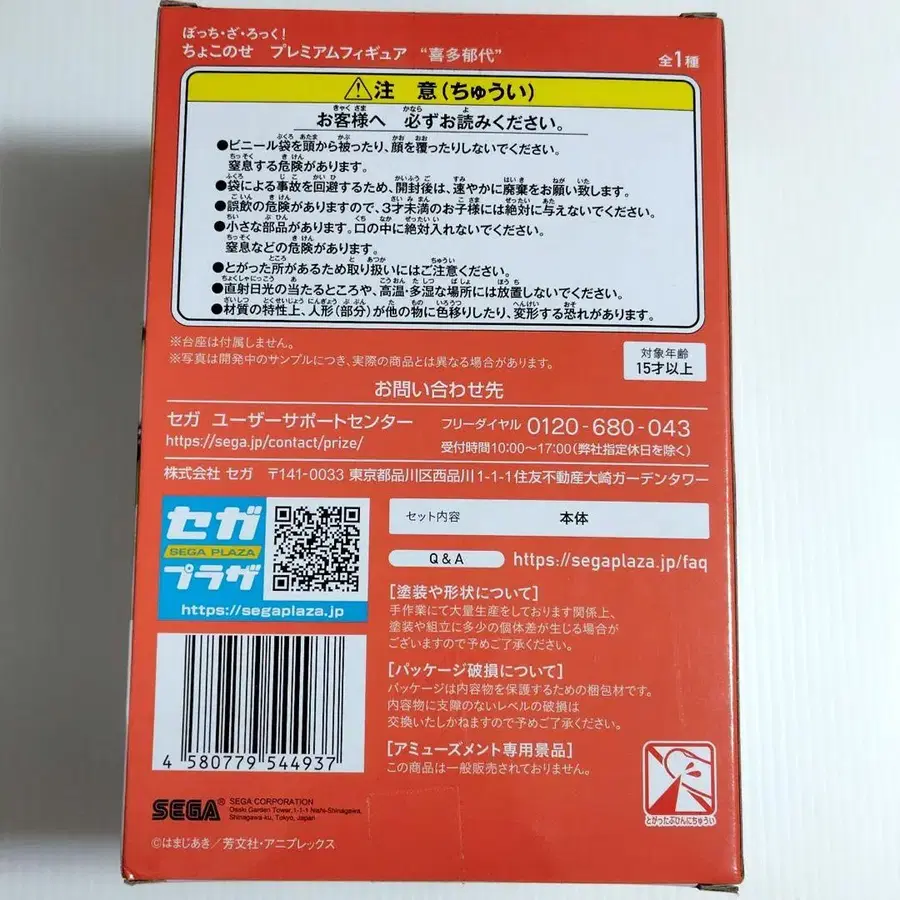 ぼっち・ざ・ろっく!
ちょこのせ プレミアムフィギュア “喜多郁代”
全1種
⚠注 意(ちゅうい)
お客様へ 必ずお読みください。
●ビニール袋を頭から被ったり、顔を覆ったりしないでください。
窒息する危険があります。
●袋による事故を回避するため、開封後は、速やかに廃棄をお願い致します。
●誤飲の危険がありますので、3才未満のお子様には絶対に与えないでください。
●小さな部品があります。口の中に絶対入れないでください。
窒息などの危険があります。
●とがった所があるため取り扱いにはご注意ください。
●直射日光の当たるところや、高温・多湿な場所には放置しないでください。
●材質の特性上、人形(部分)が他の物に色移りしたり、変形する恐れがあります。
※台座は付属しません。
※写真は開発中のサンプルにつき、実際の商品とは異なる場合があります。
対象年齢
15才以上
お問い合わせ先
セガ ユーザーサポートセンター
https://sega.jp/contact/prize/
フリーダイヤル 0120-680-043
受付時間10:00~17:00(弊社指定休日を除く)
株式会社 セガ 〒141-0033 東京都品川区西品川1-1-1住友不動産大崎ガーデンタワー
セガ
SEGA PLAZA
プラザ
https://segaplaza.jp
セット内容 本体
Q&A https://segaplaza.jp/faq
[塗装や形状について]
手作業にて大量生産をしております関係上、
塗装や組立に多少の個体差が生じる場合が
ございますので予めご了承ください。
[パッケージ破損について]
パッケージは内容物を保護するための梱包材です。
内容物に支障のないレベルの破損は
交換いたしかねますので予めご了承ください。
[アミューズメント専用景品]
この商品は一般販売されておりません。
4 580779 544937
SEGA
SEGA CORPORATION
Osaki Garden Tower,1-1-1 Nishi-Shinagawa,
Shinagawa-ku, Tokyo, Japan
とがったぶひんにちゅうい
©はまじあき/芳文社・アニプレックス